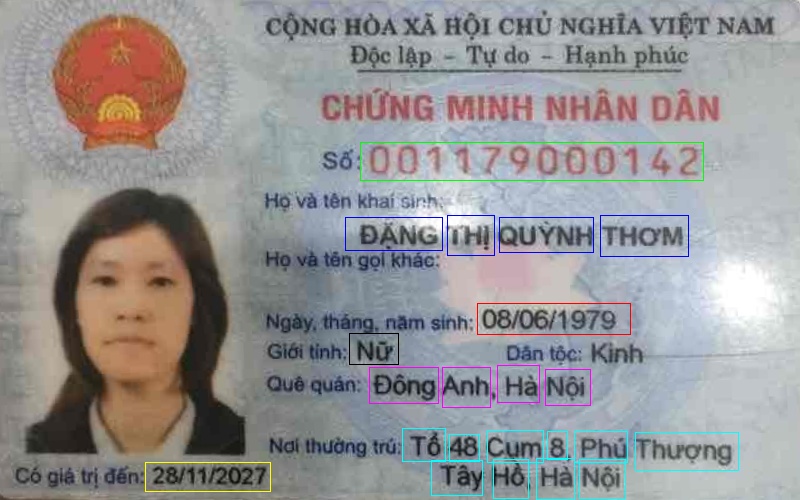 CỘNG HÒA XÃ HỘI CHỦ NGHĨA VIỆT NAM
Độc lập - Tự do - Hạnh phúc
CHỨNG MINH NHÂN DÂN
Số: 001179000142
Họ và tên khai sinh:
ĐẶNG THỊ QUỲNH THƠM
Họ và tên gọi khác:
Ngày, tháng, năm sinh: 08/06/1979
Giới tính: Nữ Dân tộc: Kinh
Quê quán: Đông Anh, Hà Nội
Nơi thường trú: Tổ 48 Cụm 8, Phú Thượng
Tây Hồ, Hà Nội
Có giá trị đến: 28/11/2027